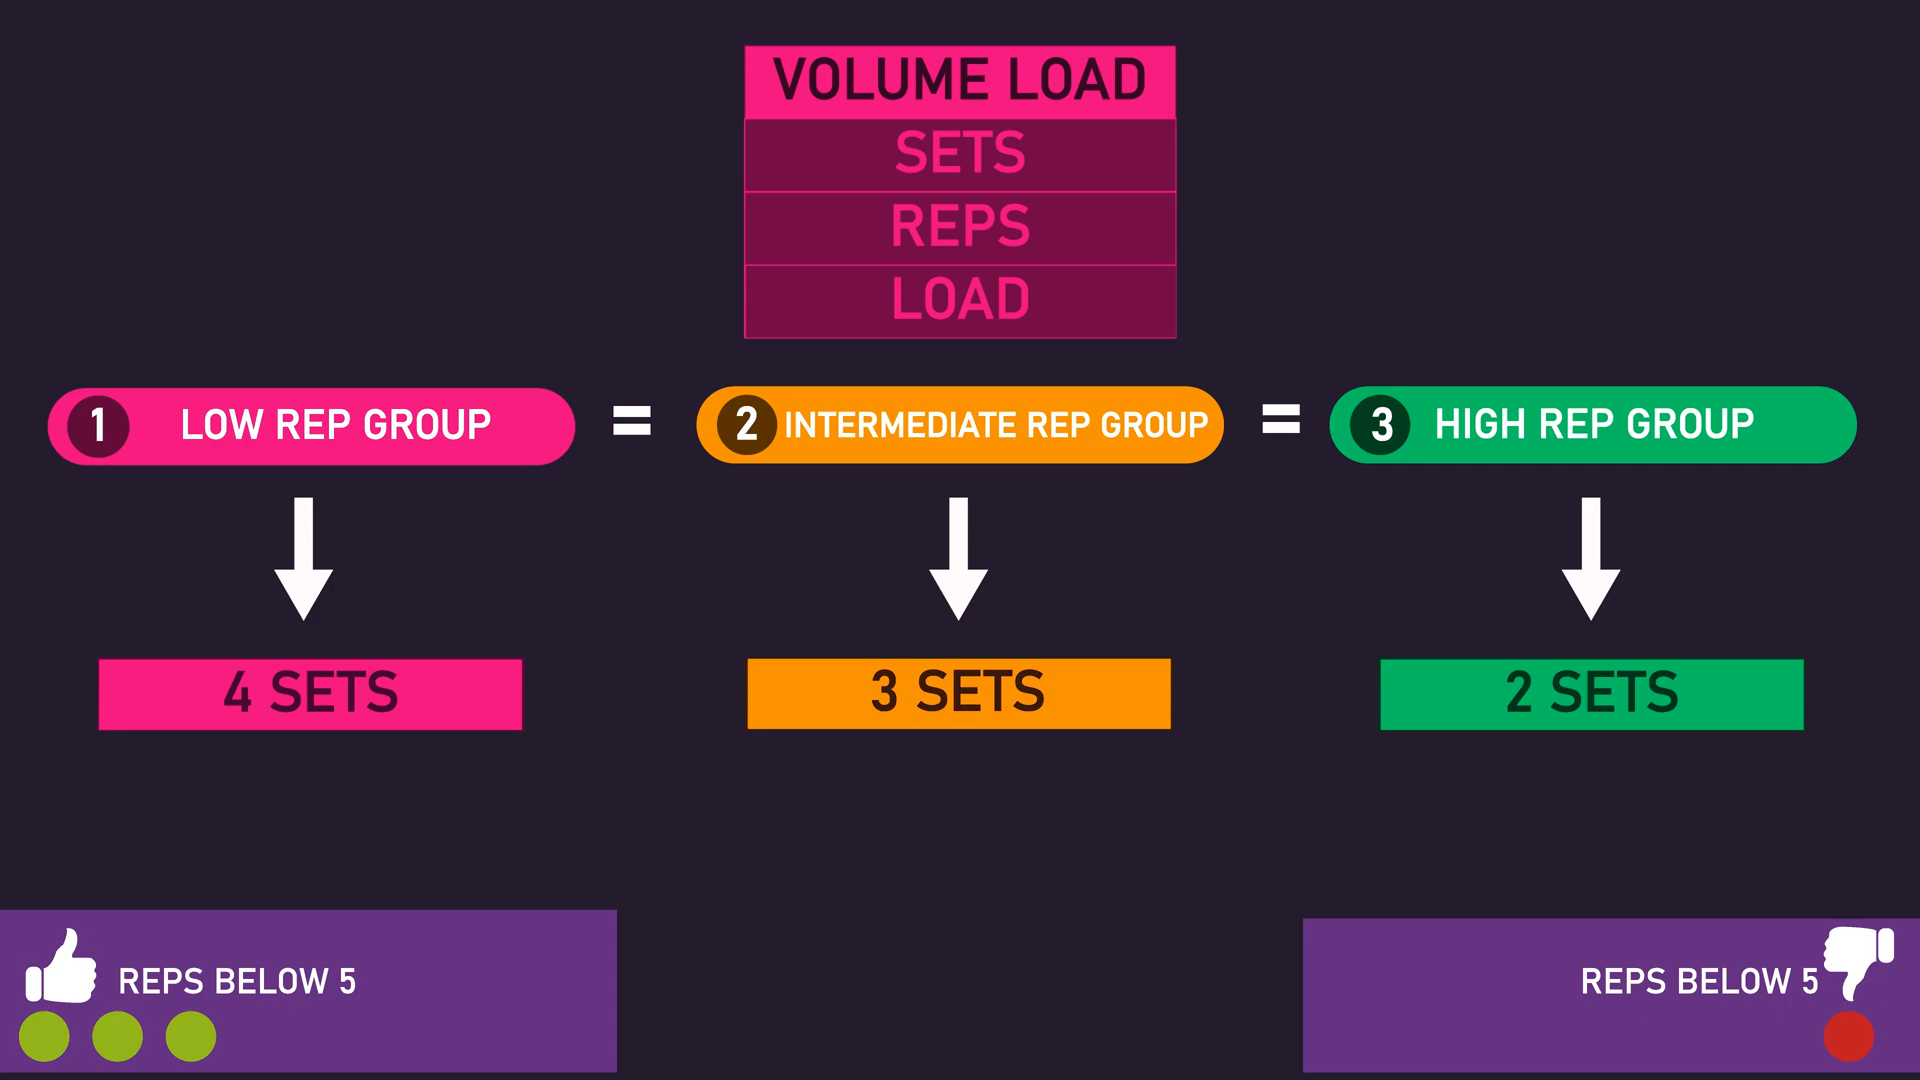 VOLUME LOAD
SETS
REPS
LOAD
1 LOW REP GROUP = 2 INTERMEDIATE REP GROUP = 3 HIGH REP GROUP
4 SETS
3 SETS
2 SETS
REPS BELOW 5
REPS BELOW 5